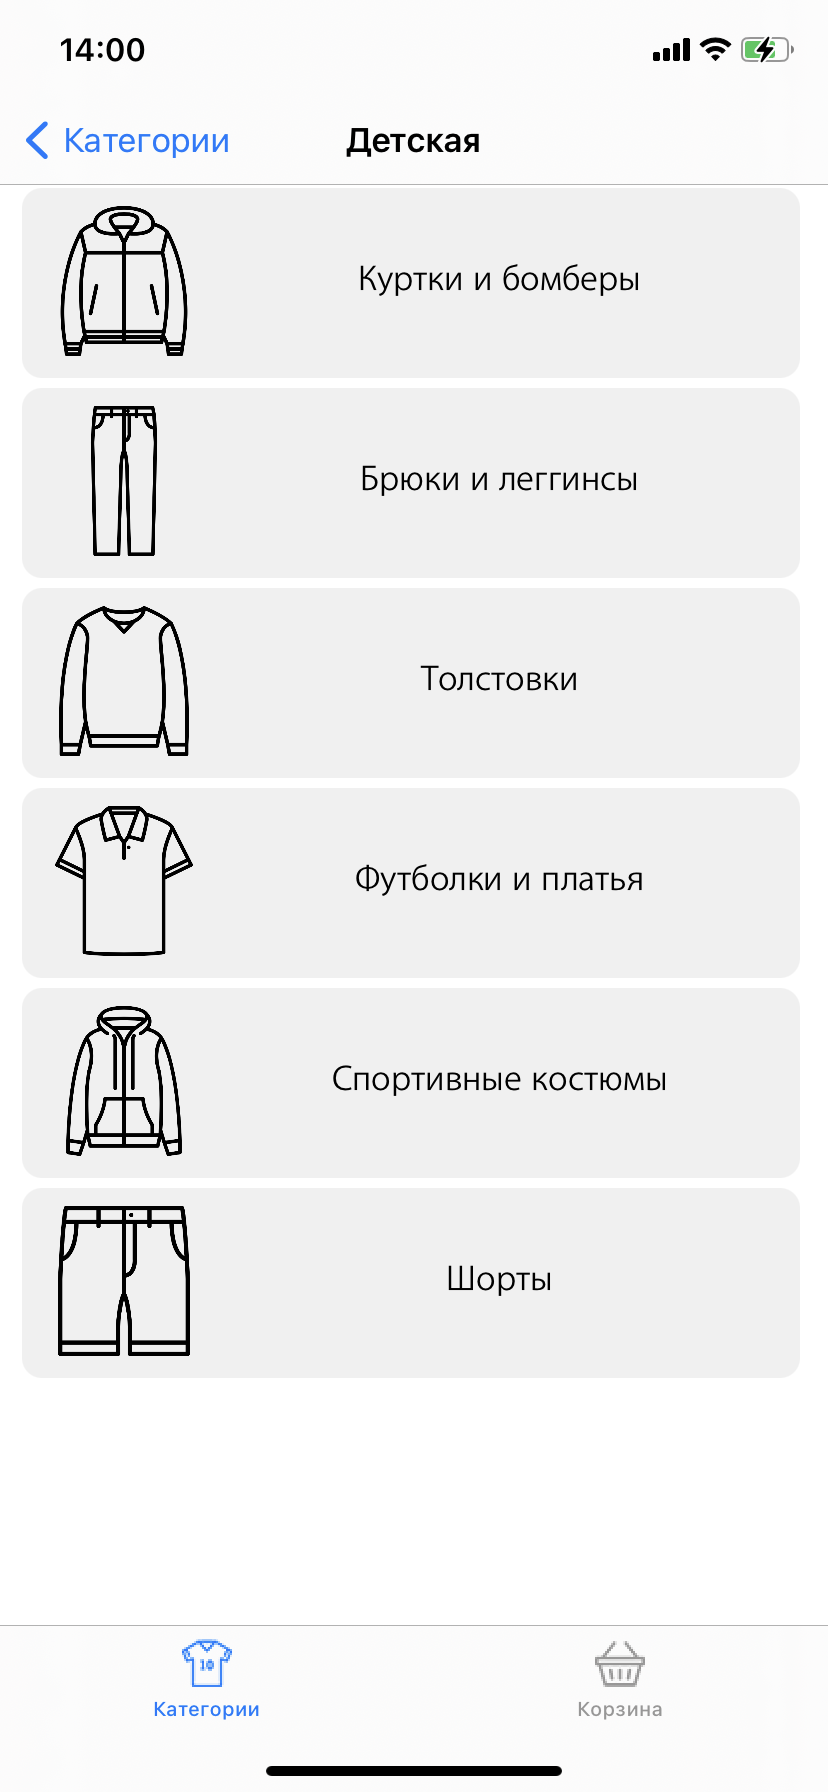 14:00
Категории
Детская
Куртки и бомберы
Брюки и леггинсы
Толстовки
Футболки и платья
Спортивные костюмы
Шорты
10
Категории
Корзина